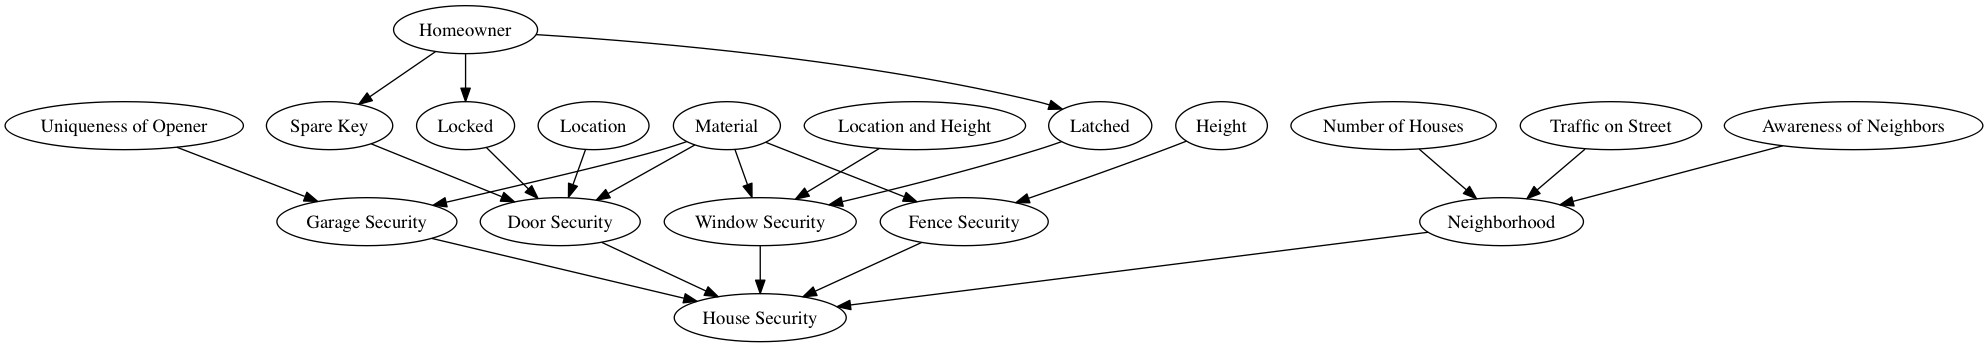 Homeowner
Uniqueness of Opener
Spare Key
Locked
Location
Material
Location and Height
Latched
Height
Number of Houses
Traffic on Street
Awareness of Neighbors
Garage Security
Door Security
Window Security
Fence Security
Neighborhood
House Security